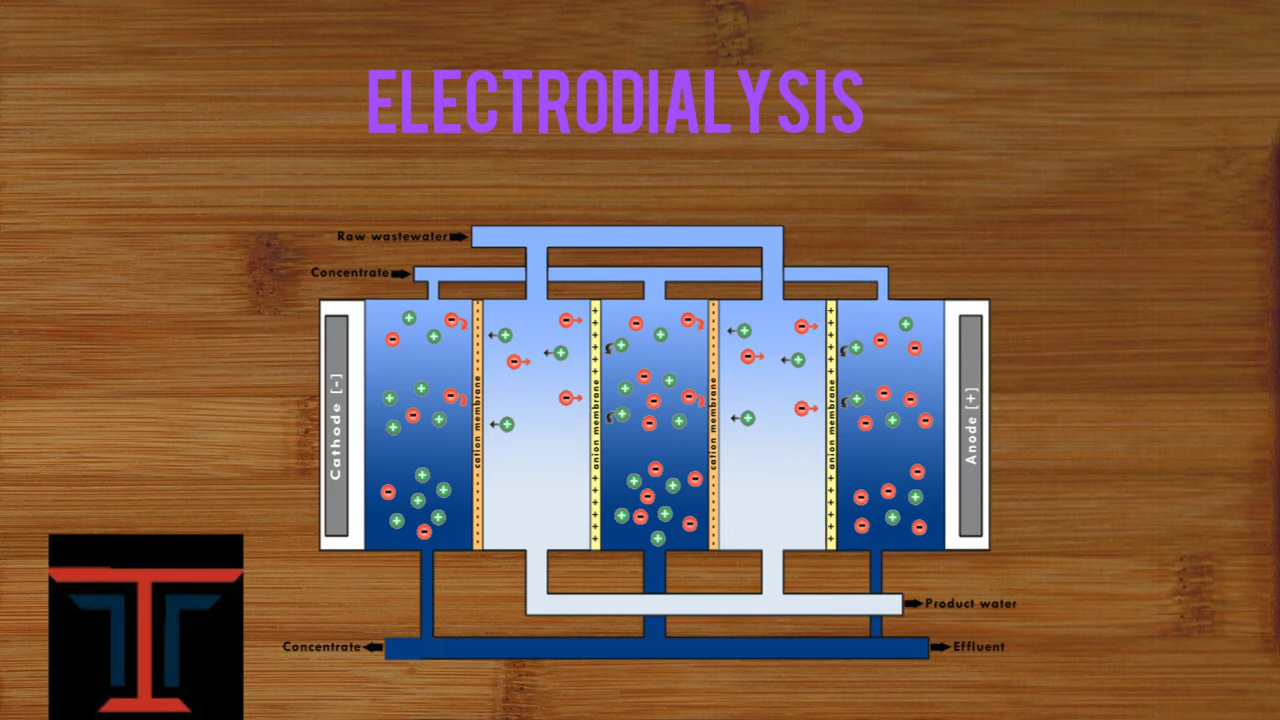 ELECTRODIALYSIS
Raw wastewater
Concentrate
Cathode [-]
cation membrane
anion membrane
cation membrane
anion membrane
Anode [+]
Product water
Concentrate
Effluent